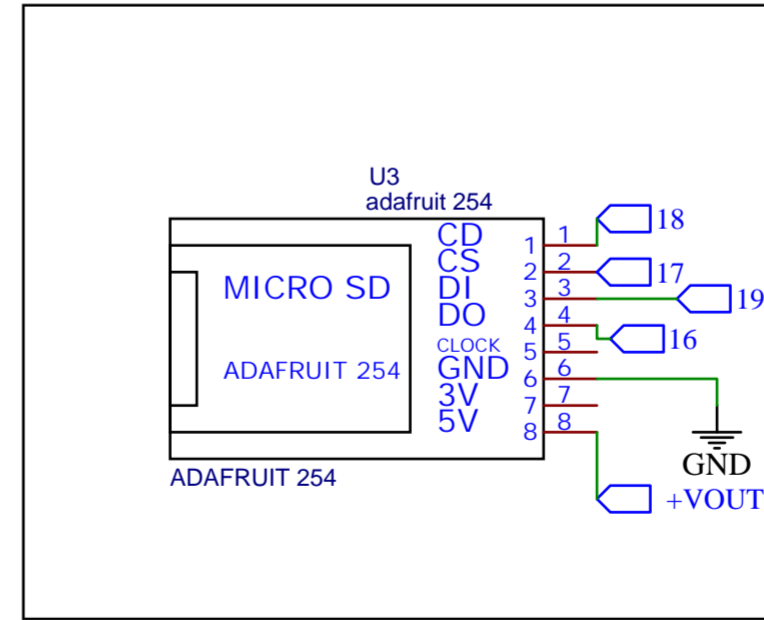 U3
adafruit 254
CD 1 1 18
CS 2 2 17
MICRO SD DI 3 3 19
DO 4 4 16
CLOCK 5 5
ADAFRUIT 254 GND 6 6
3V 7 7
5V 8 8
GND
ADAFRUIT 254
+VOUT